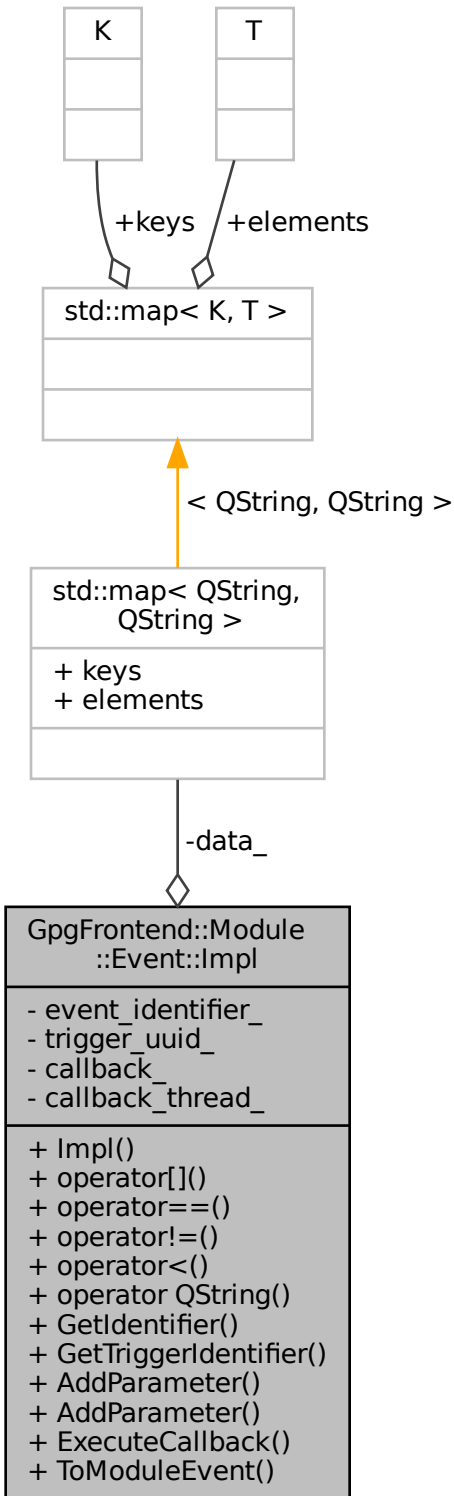 K
T
+keys
+elements
std::map< K, T >
< QString, QString >
std::map< QString,
QString >
+ keys
+ elements
-data_
GpgFrontend::Module
::Event::Impl
- event_identifier_
- trigger_uuid_
- callback_
- callback_thread_
+ Impl()
+ operator[]()
+ operator==()
+ operator!=()
+ operator<()
+ operator QString()
+ GetIdentifier()
+ GetTriggerIdentifier()
+ AddParameter()
+ AddParameter()
+ ExecuteCallback()
+ ToModuleEvent()